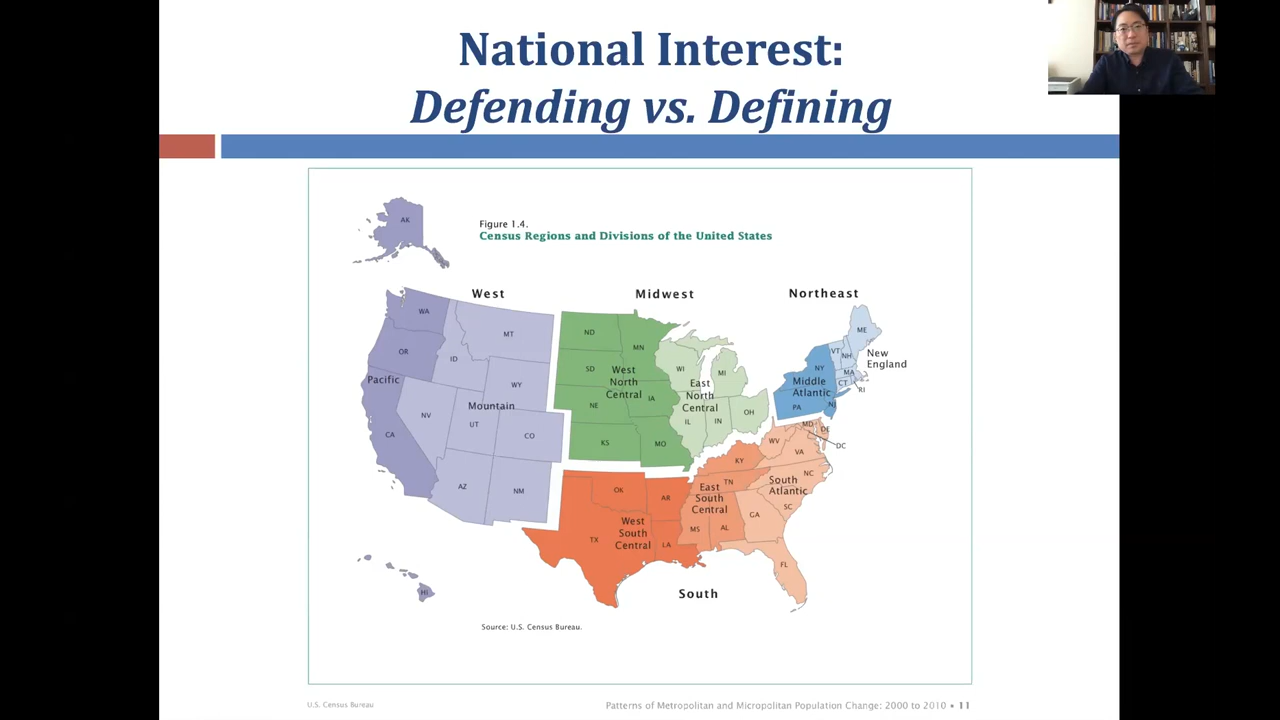 National Interest:
Defending vs. Defining
Figure 1.4.
Census Regions and Divisions of the United States
AK
West
Midwest
Northeast
WA
MT
ND
MN
ME
OR
ID
SD
WI
MI
NY
VT
NH
MA
CT
RI
New
England
Pacific
WY
West
North
Central
East
North
Central
Middle
Atlantic
Mountain
NE
IA
PA
NJ
NV
UT
CO
IL
IN
OH
CA
KS
MO
WV
VA
MD
DE
DC
AZ
NM
OK
AR
KY
TN
NC
East
South
Central
South
Atlantic
SC
TX
West
South
Central
LA
MS
AL
GA
FL
HI
South
Source: U.S. Census Bureau.
U.S. Census Bureau
Patterns of Metropolitan and Micropolitan Population Change: 2000 to 2010 • 11